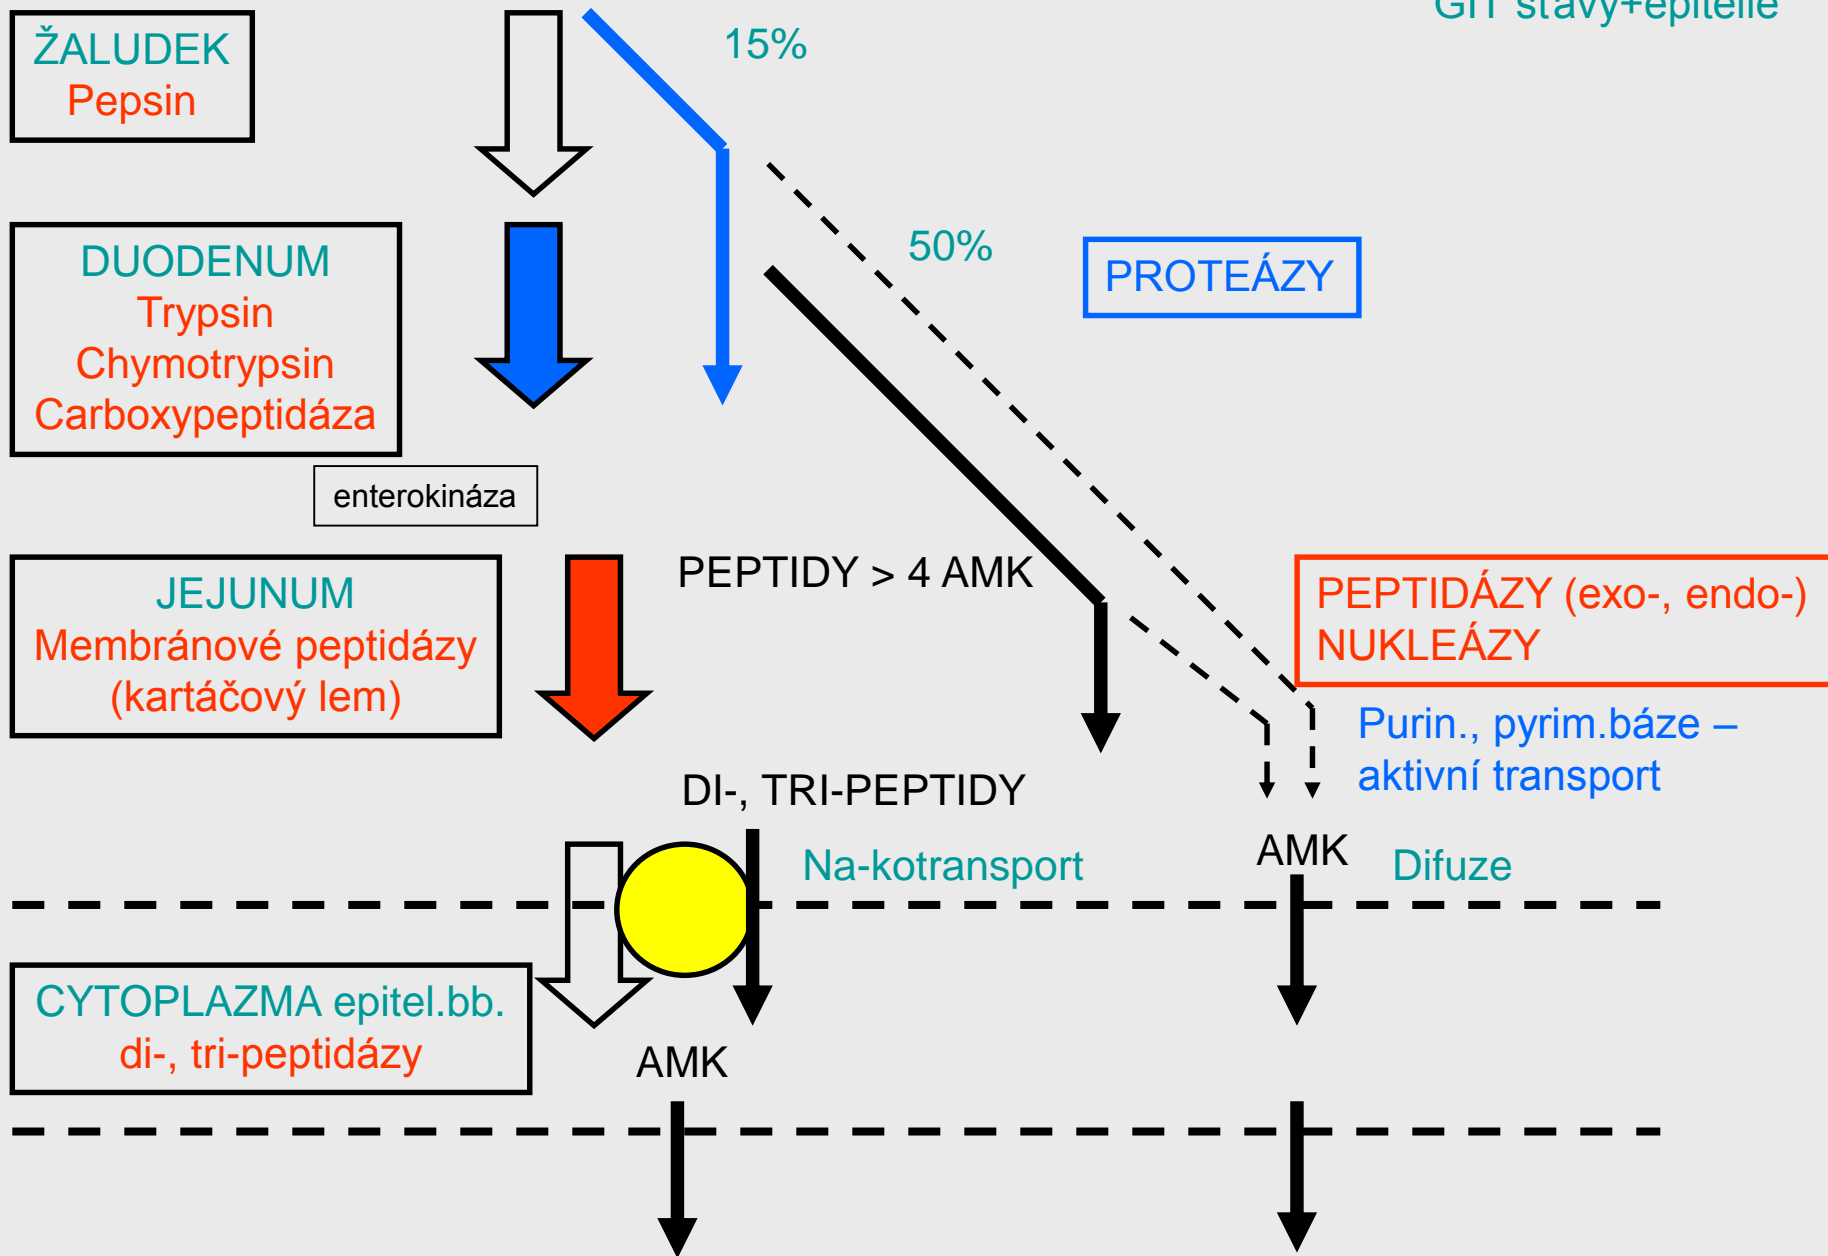 GIT šťávy+epitelie
ŽALUDEK
Pepsin
15%
DUODENUM
Trypsin
Chymotrypsin
Carboxypeptidáza
50%
PROTEÁZY
enterokináza
JEJUNUM
Membránové peptidázy
(kartáčový lem)
PEPTIDY > 4 AMK
PEPTIDÁZY (exo-, endo-)
NUKLEÁZY
Purin., pyrim.báze –
aktivní transport
DI-, TRI-PEPTIDY
Na-kotransport
AMK
Difuze
CYTOPLAZMA epitel.bb.
di-, tri-peptidázy
AMK